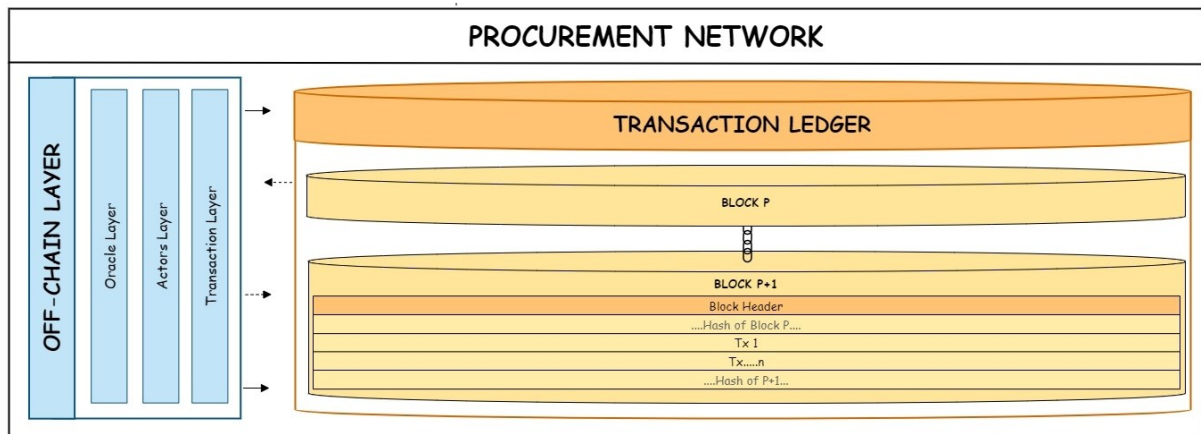 PROCUREMENT NETWORK
OFF-CHAIN LAYER
Oracle Layer
Actors Layer
Transaction Layer
TRANSACTION LEDGER
BLOCK P
BLOCK P+1
Block Header
....Hash of Block P....
Tx 1
Tx.....n
....Hash of P+1...